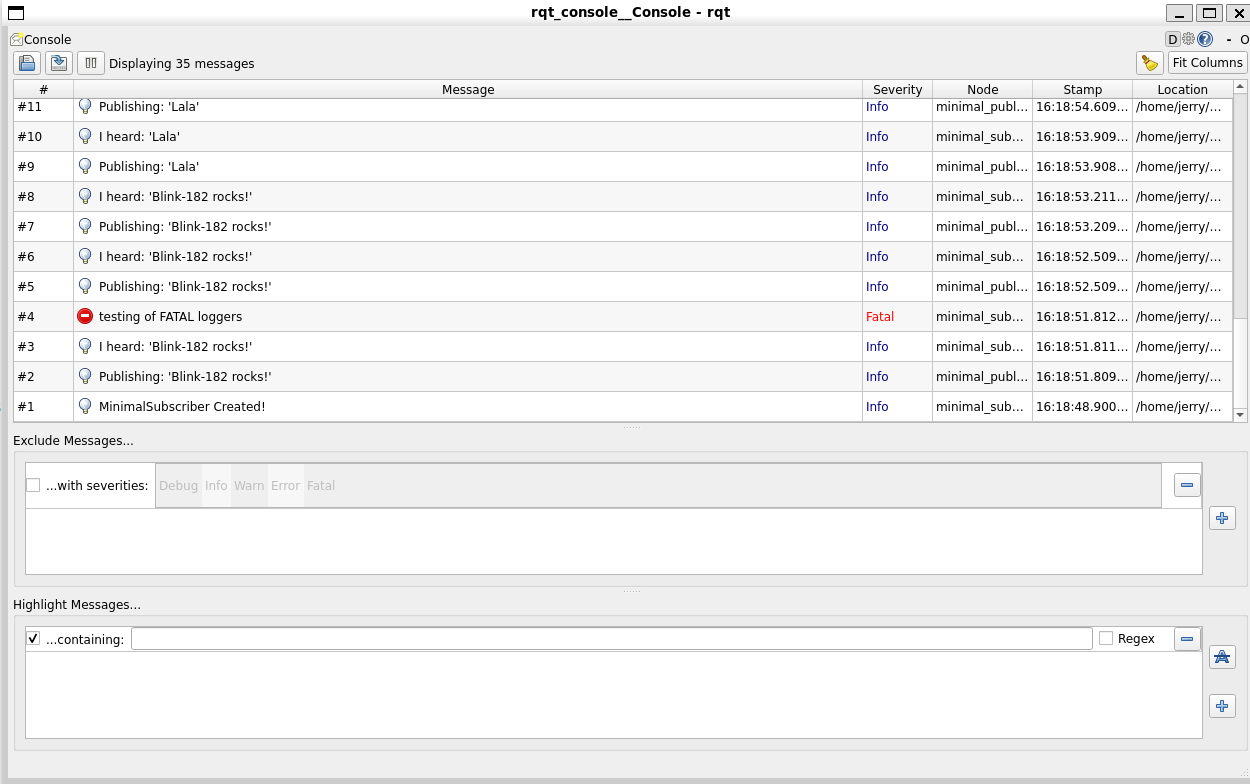 rqt_console__Console - rqt
Console D - O
Displaying 35 messages Fit Columns
# Message Severity Node Stamp Location
#11 Publishing: 'Lala' Info minimal_publ... 16:18:54.609... /home/jerry/...
#10 I heard: 'Lala' Info minimal_sub... 16:18:53.909... /home/jerry/...
#9 Publishing: 'Lala' Info minimal_publ... 16:18:53.908... /home/jerry/...
#8 I heard: 'Blink-182 rocks!' Info minimal_sub... 16:18:53.211... /home/jerry/...
#7 Publishing: 'Blink-182 rocks!' Info minimal_publ... 16:18:53.209... /home/jerry/...
#6 I heard: 'Blink-182 rocks!' Info minimal_sub... 16:18:52.509... /home/jerry/...
#5 Publishing: 'Blink-182 rocks!' Info minimal_publ... 16:18:52.509... /home/jerry/...
#4 testing of FATAL loggers Fatal minimal_sub... 16:18:51.812... /home/jerry/...
#3 I heard: 'Blink-182 rocks!' Info minimal_sub... 16:18:51.811... /home/jerry/...
#2 Publishing: 'Blink-182 rocks!' Info minimal_publ... 16:18:51.809... /home/jerry/...
#1 MinimalSubscriber Created! Info minimal_sub... 16:18:48.900... /home/jerry/...
Exclude Messages...
...with severities: Debug Info Warn Error Fatal
Highlight Messages...
...containing: Regex